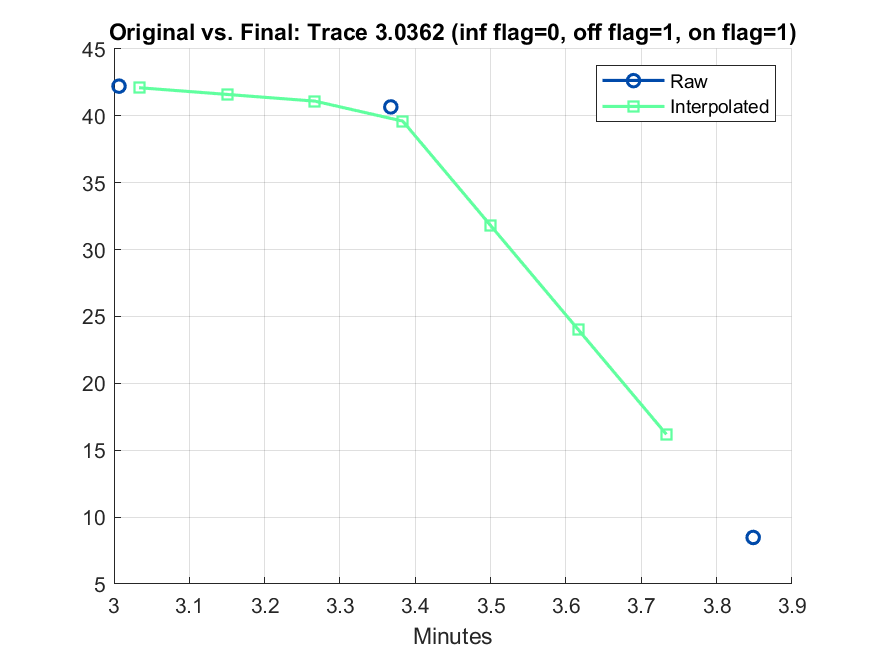 Original vs. Final: Trace 3.0362 (inf flag=0, off flag=1, on flag=1)
45
40
35
30
25
20
15
10
5
Raw
Interpolated
3 3.1 3.2 3.3 3.4 3.5 3.6 3.7 3.8 3.9
Minutes